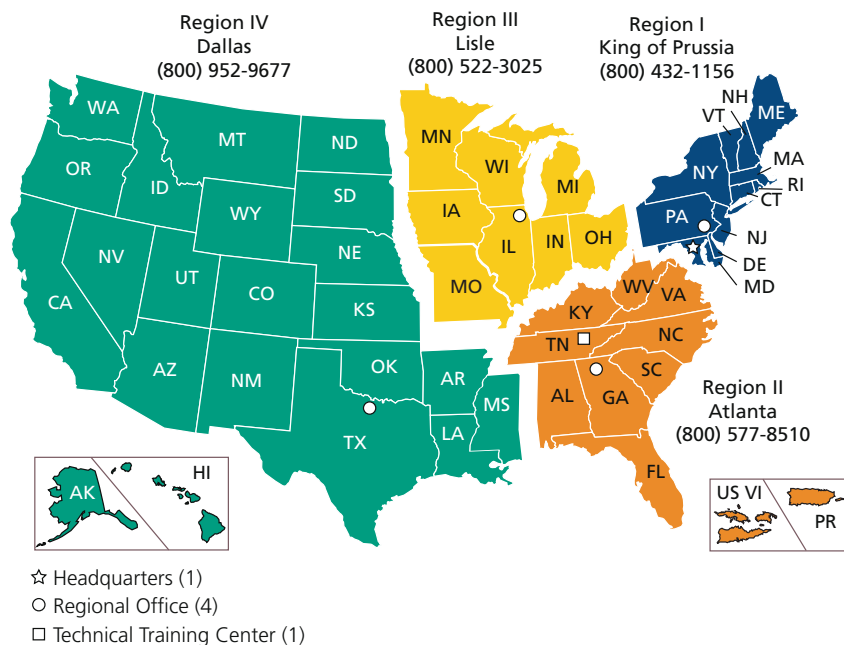 Region IV
Dallas
(800) 952-9677
Region III
Lisle
(800) 522-3025
Region I
King of Prussia
(800) 432-1156
WA
OR
ID
MT
ND
SD
WY
NV
UT
CO
NE
KS
CA
AZ
NM
OK
TX
AR
LA
MS
AK
HI
MN
WI
MI
IA
IL
IN
OH
MO
NH
VT
ME
NY
MA
RI
CT
PA
NJ
DE
MD
WV
VA
KY
TN
NC
SC
AL
GA
FL
Region II
Atlanta
(800) 577-8510
US VI
PR
Headquarters (1)
Regional Office (4)
Technical Training Center (1)